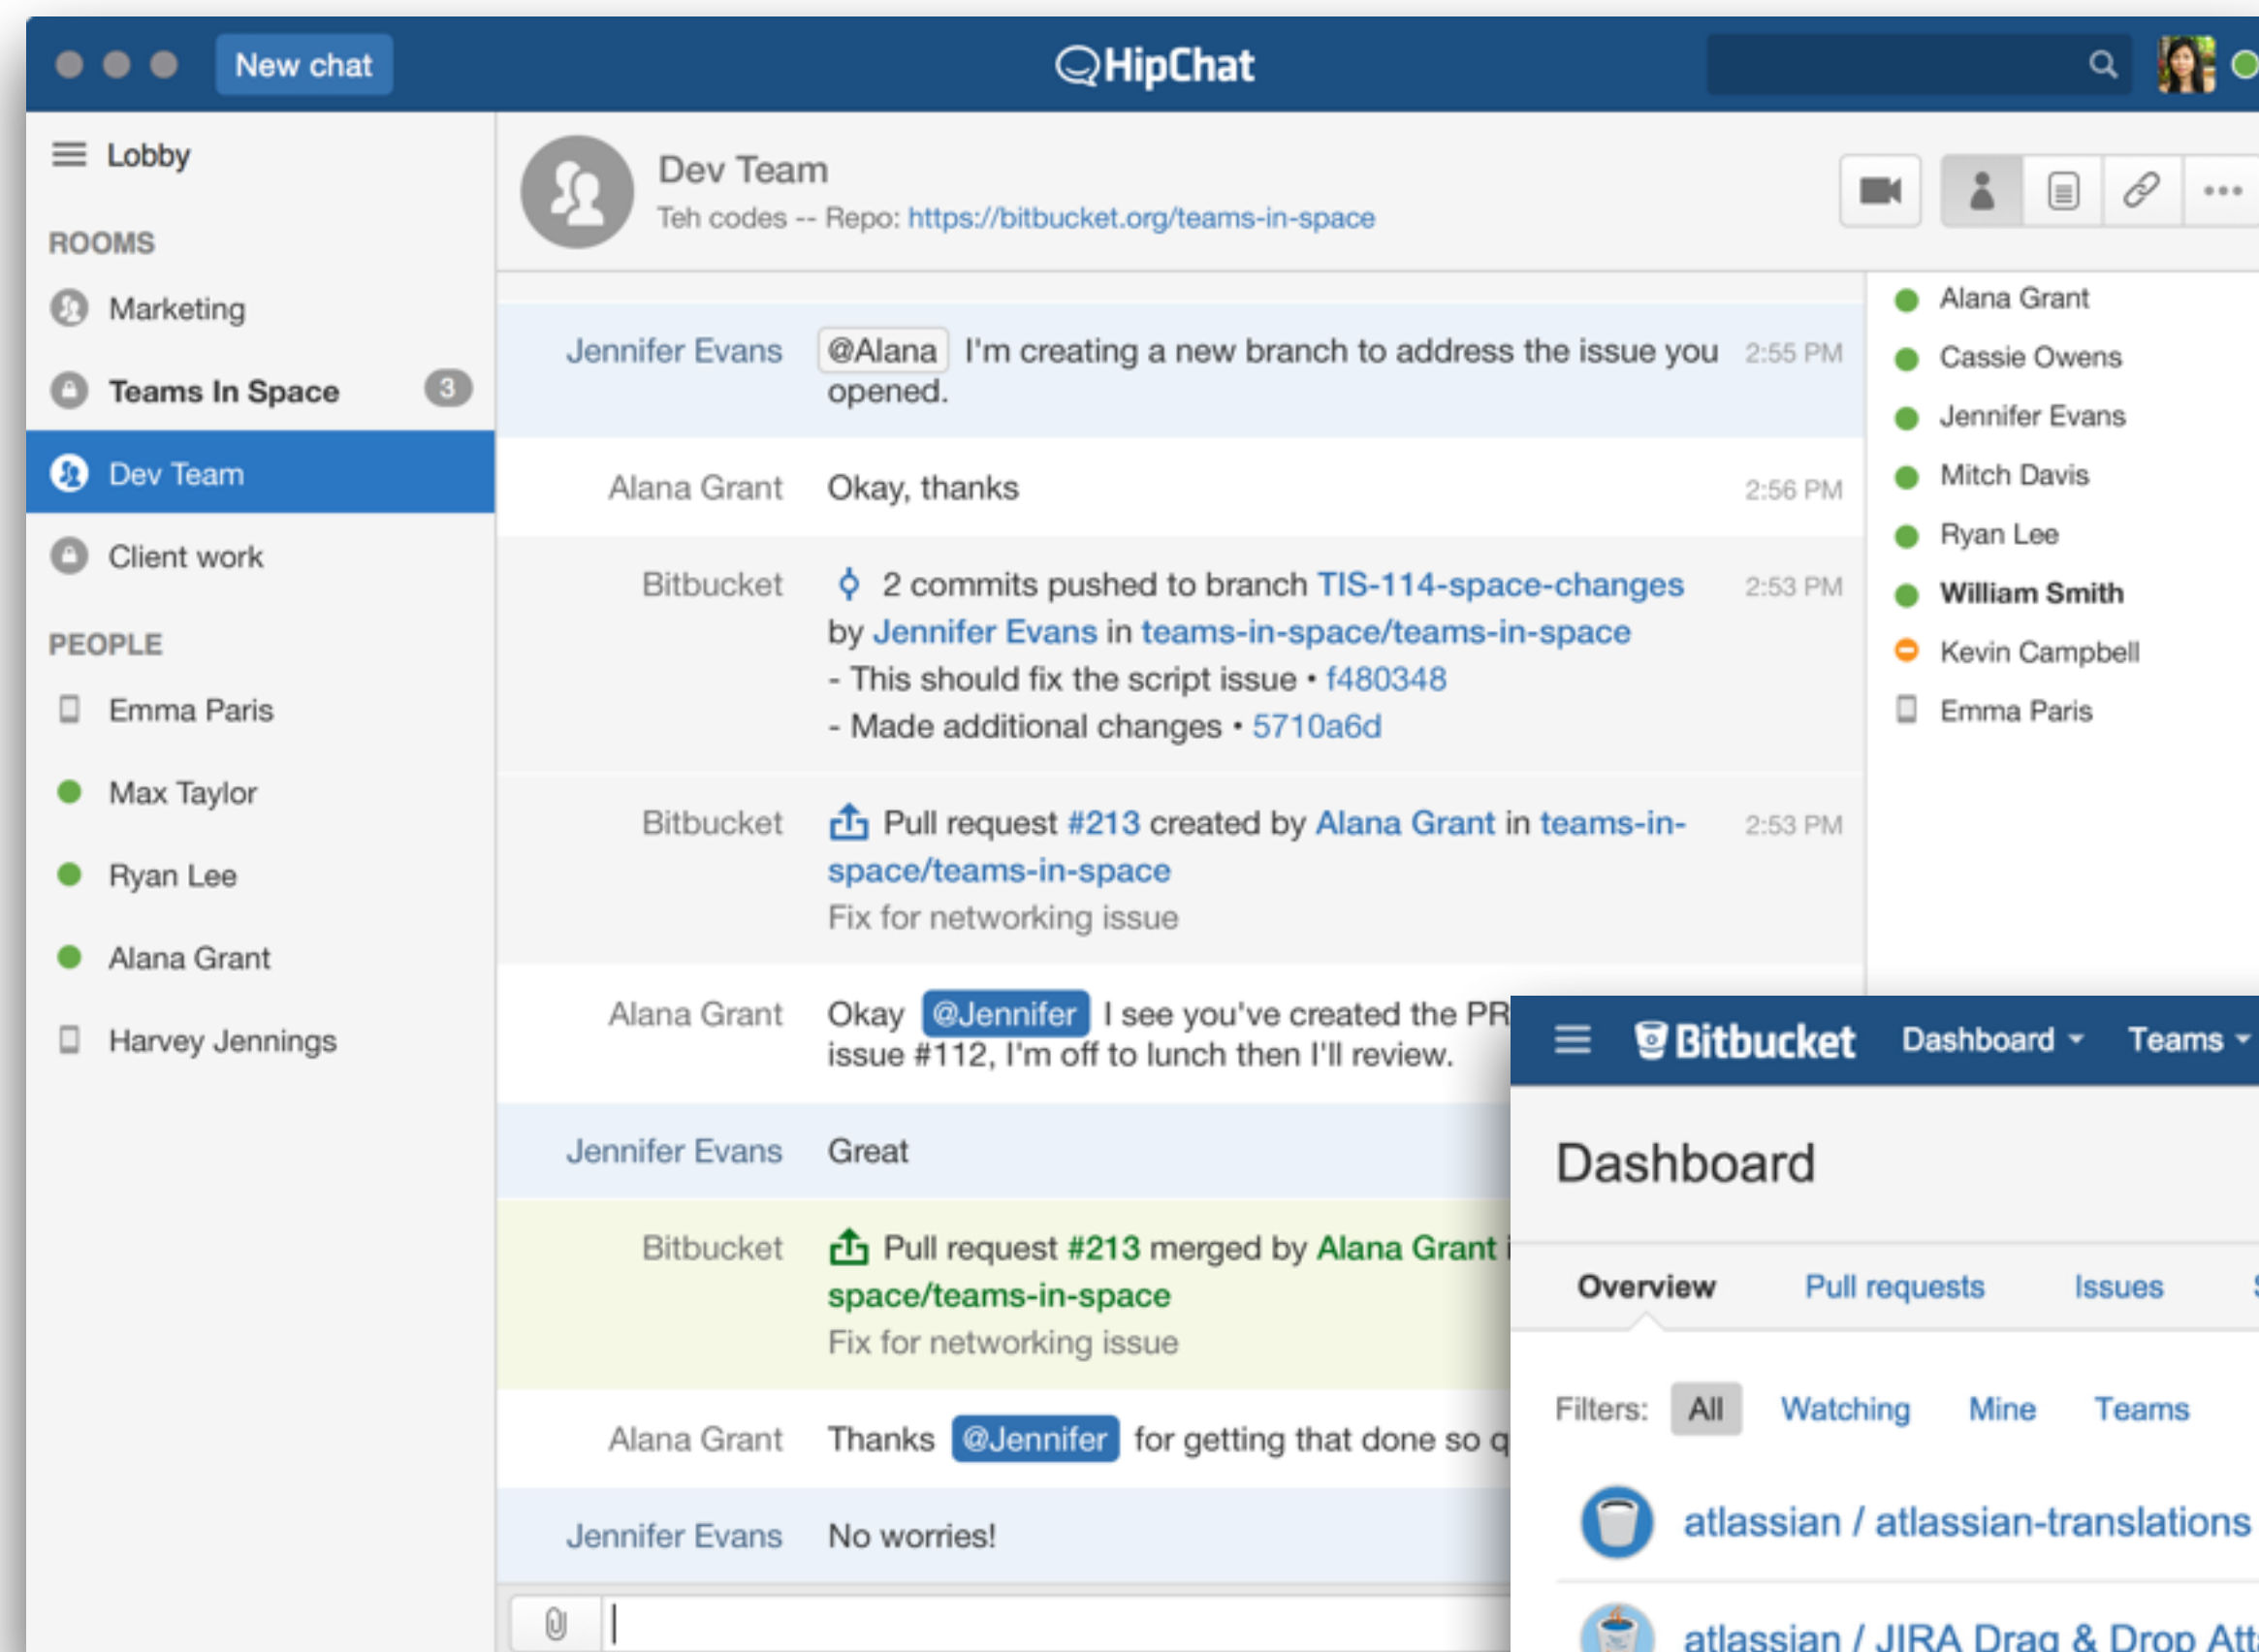 New chat
HipChat
Lobby
ROOMS
Marketing
Teams In Space 3
Dev Team
Client work
PEOPLE
Emma Paris
Max Taylor
Ryan Lee
Alana Grant
Harvey Jennings
Dev Team
Teh codes -- Repo: https://bitbucket.org/teams-in-space
Jennifer Evans @Alana I'm creating a new branch to address the issue you 2:55 PM
opened.
Alana Grant Okay, thanks 2:56 PM
Bitbucket 2 commits pushed to branch TIS-114-space-changes 2:53 PM
by Jennifer Evans in teams-in-space/teams-in-space
- This should fix the script issue • f480348
- Made additional changes • 5710a6d
Bitbucket Pull request #213 created by Alana Grant in teams-in- 2:53 PM
space/teams-in-space
Fix for networking issue
Alana Grant Okay @Jennifer I see you've created the PR
issue #112, I'm off to lunch then I'll review.
Jennifer Evans Great
Bitbucket Pull request #213 merged by Alana Grant
space/teams-in-space
Fix for networking issue
Alana Grant Thanks @Jennifer for getting that done so
Jennifer Evans No worries!
Alana Grant
Cassie Owens
Jennifer Evans
Mitch Davis
Ryan Lee
William Smith
Kevin Campbell
Emma Paris
Bitbucket Dashboard Teams
Dashboard
Overview Pull requests Issues
Filters: All Watching Mine Teams
atlassian / atlassian-translations
atlassian / JIRA Drag & Drop